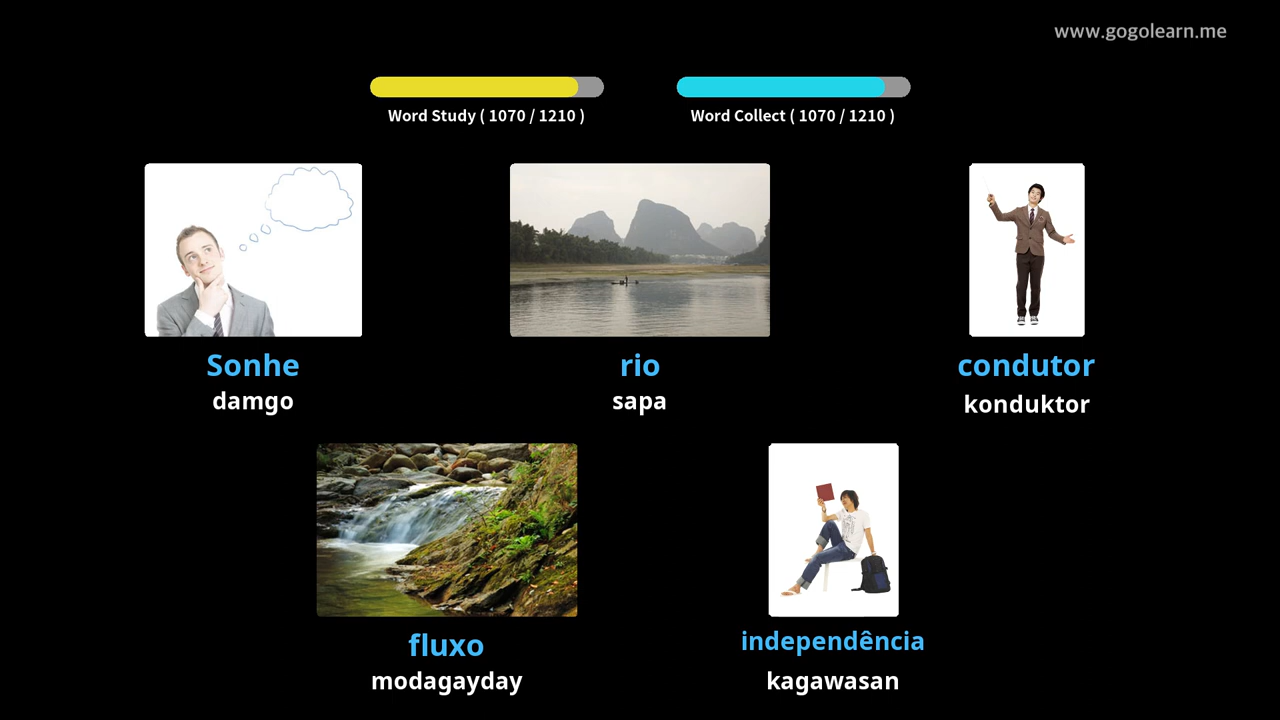 www.gogolearn.me
Word Study ( 1070 / 1210 )
Word Collect ( 1070 / 1210 )
Sonhe
damgo
rio
sapa
condutor
konduktor
fluxo
modagayday
independência
kagawasan